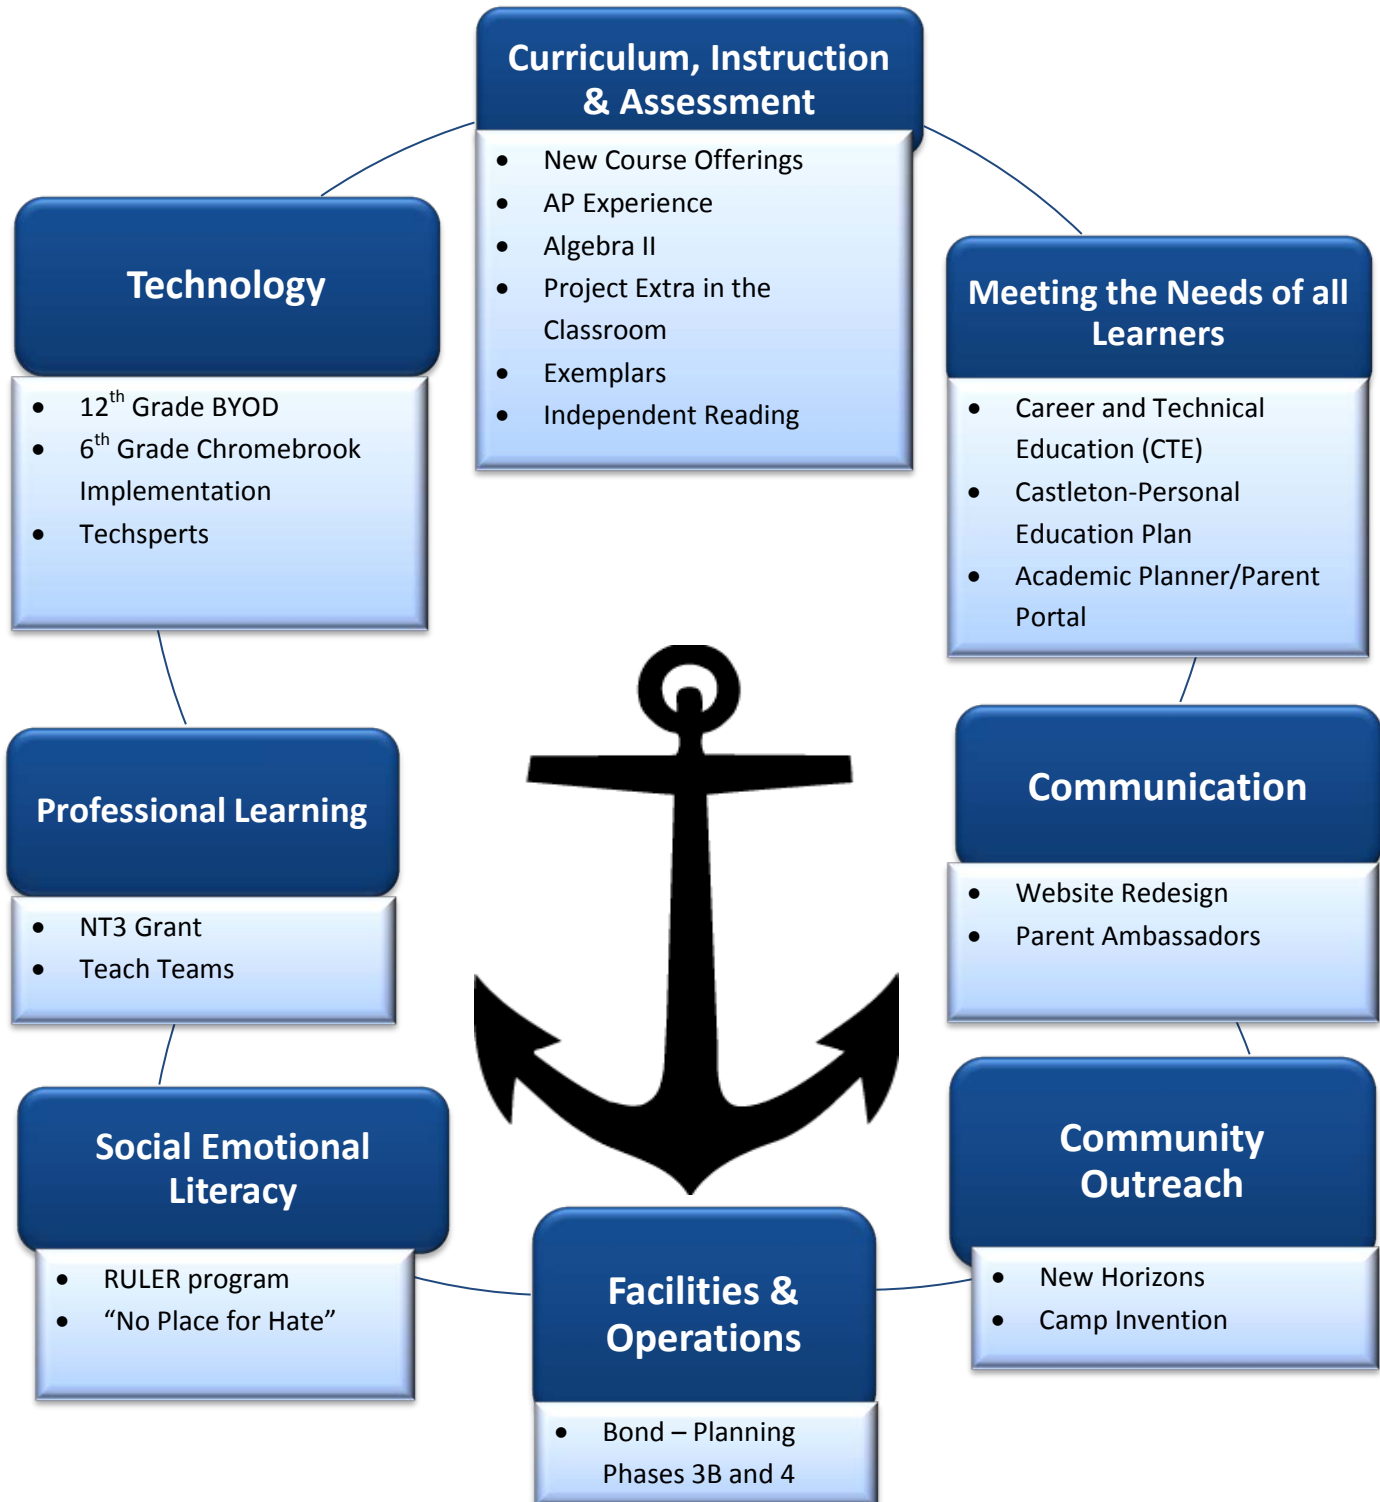 Curriculum, Instruction
& Assessment
• New Course Offerings
• AP Experience
• Algebra II
• Project Extra in the
Classroom
• Exemplars
• Independent Reading
Meeting the Needs of all
Learners
• Career and Technical
Education (CTE)
• Castleton-Personal
Education Plan
• Academic Planner/Parent
Portal
Communication
• Website Redesign
• Parent Ambassadors
Community
Outreach
• New Horizons
• Camp Invention
Facilities &
Operations
• Bond – Planning
Phases 3B and 4
Social Emotional
Literacy
• RULER program
• “No Place for Hate”
Professional Learning
• NT3 Grant
• Teach Teams
Technology
• 12th Grade BYOD
• 6th Grade Chromebrook
Implementation
• Techsperts